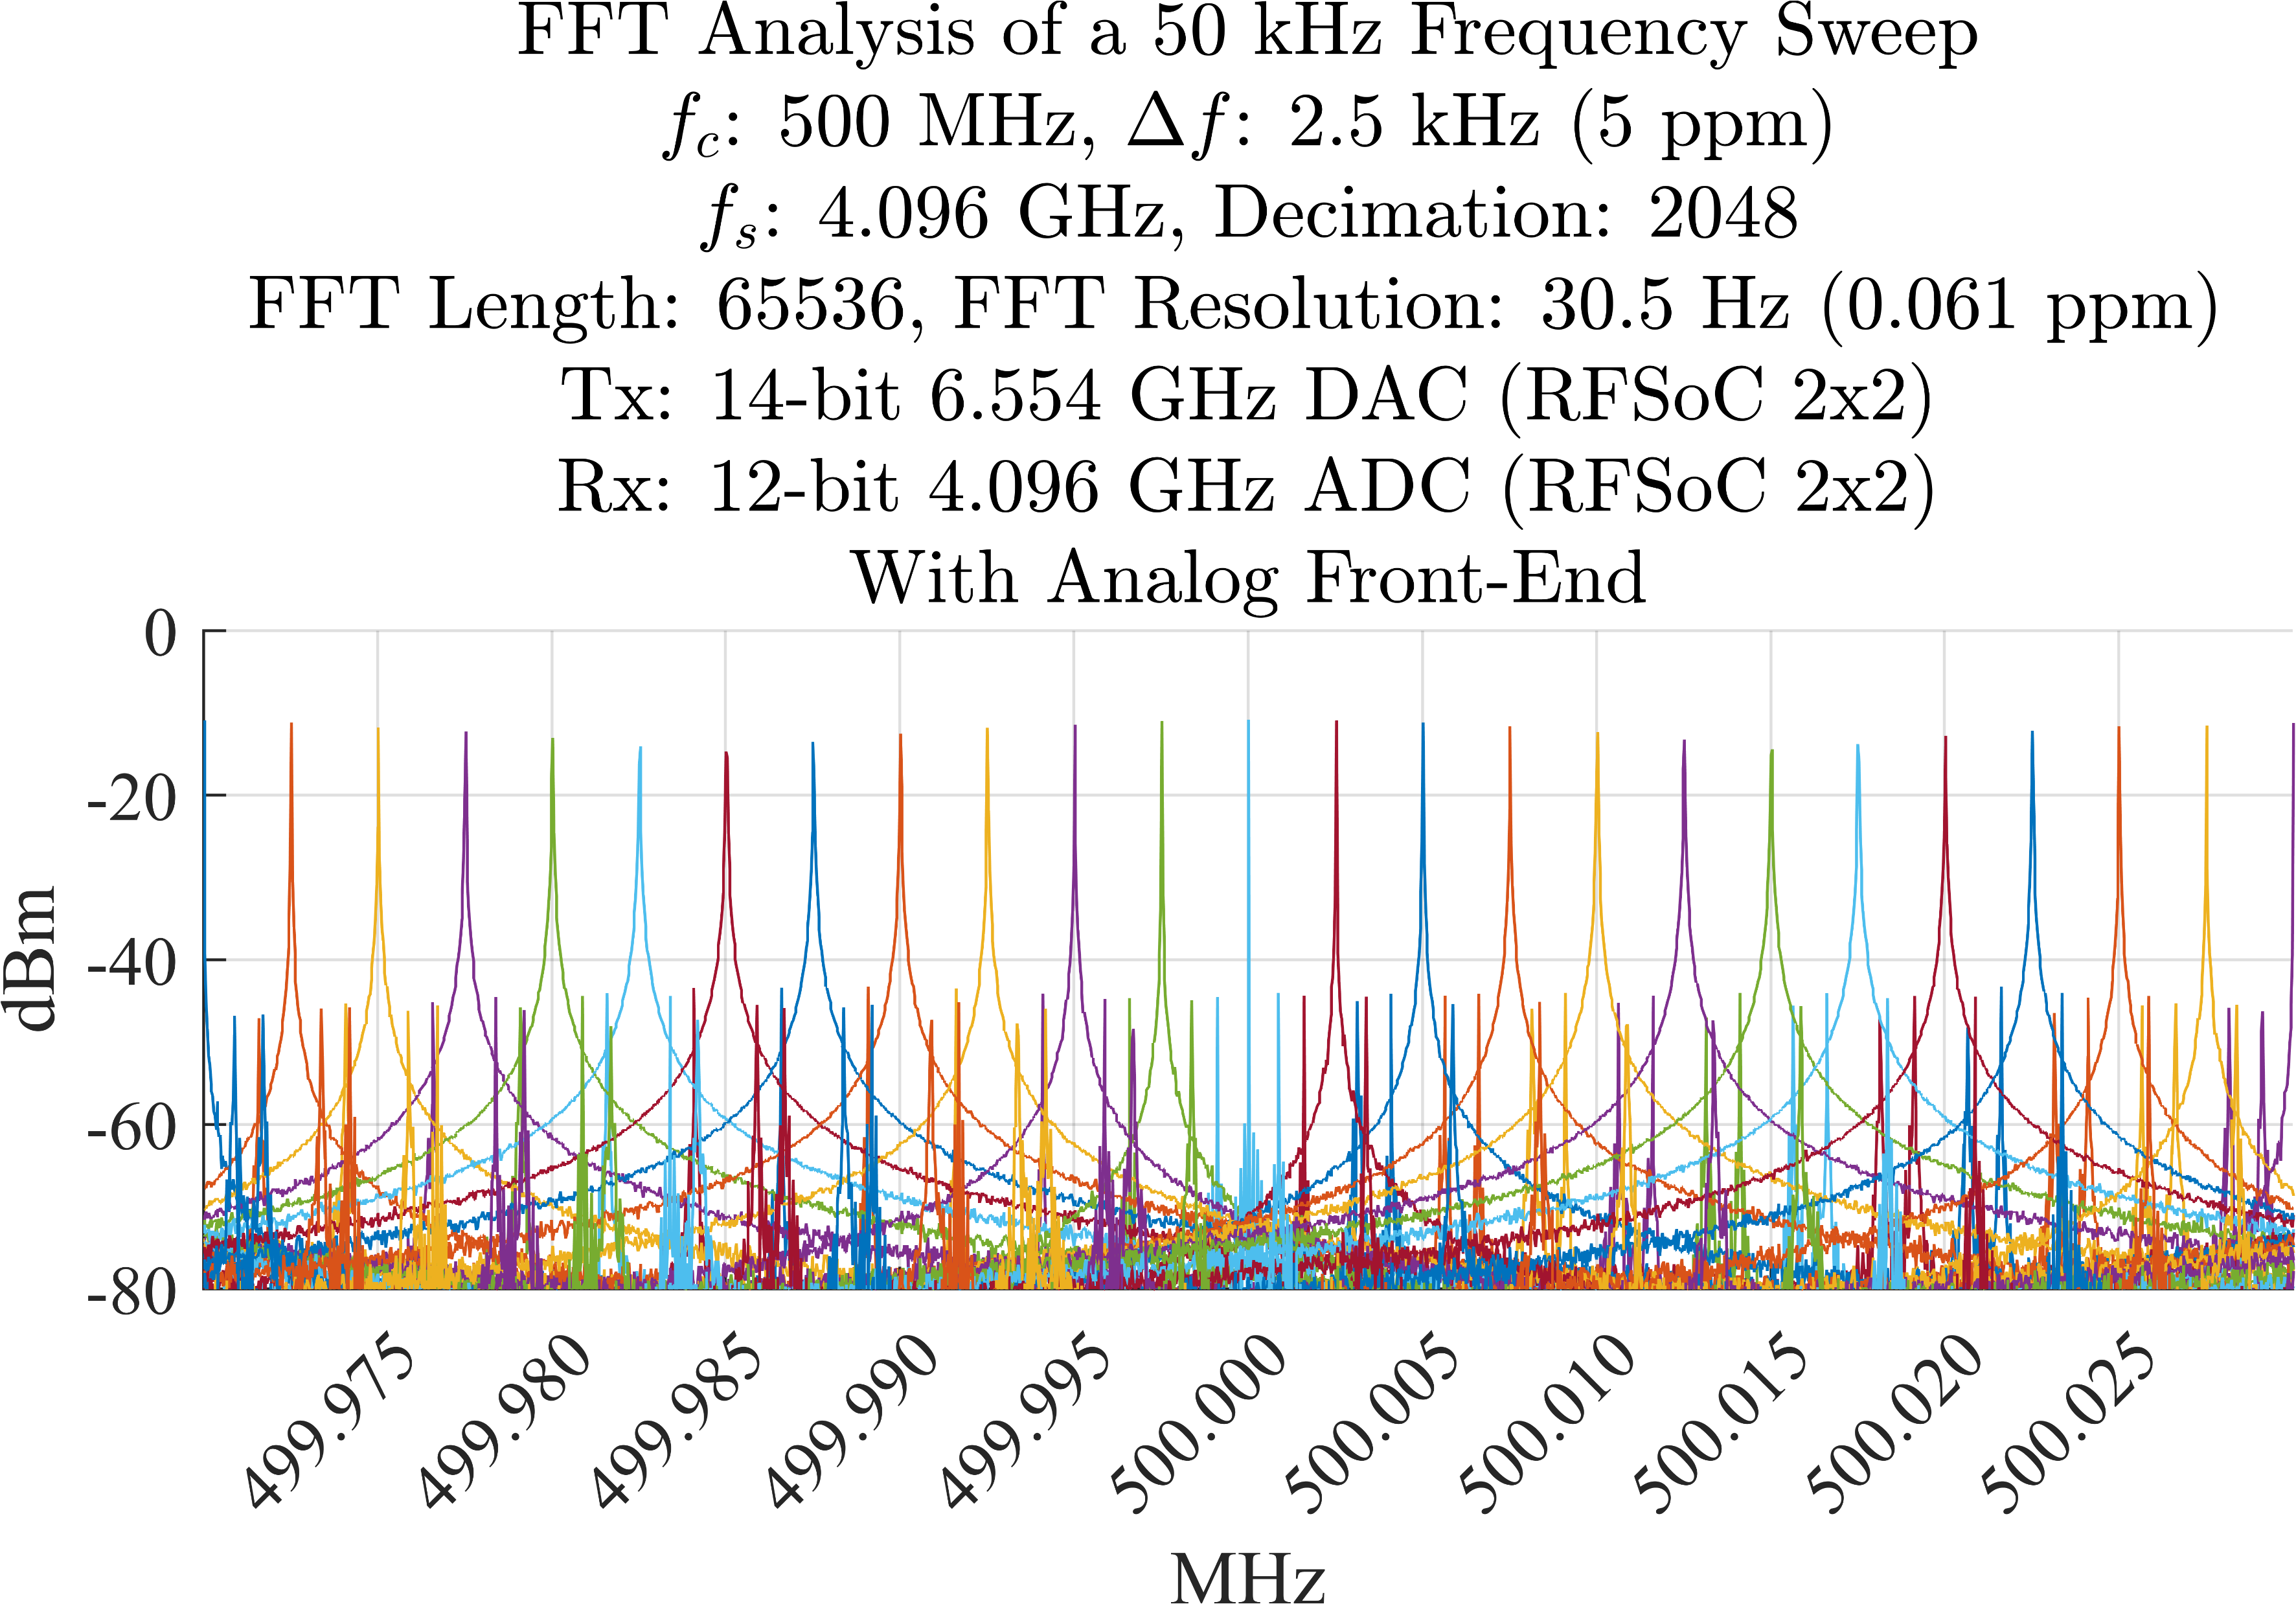 FFT Analysis of a 50 kHz Frequency Sweep
f_c: 500 MHz, Δf: 2.5 kHz (5 ppm)
f_s: 4.096 GHz, Decimation: 2048
FFT Length: 65536, FFT Resolution: 30.5 Hz (0.061 ppm)
Tx: 14-bit 6.554 GHz DAC (RFSoC 2x2)
Rx: 12-bit 4.096 GHz ADC (RFSoC 2x2)
With Analog Front-End
0
-20
-40
-60
-80
dBm
499.975
499.980
499.985
499.990
499.995
500.000
500.005
500.010
500.015
500.020
500.025
MHz